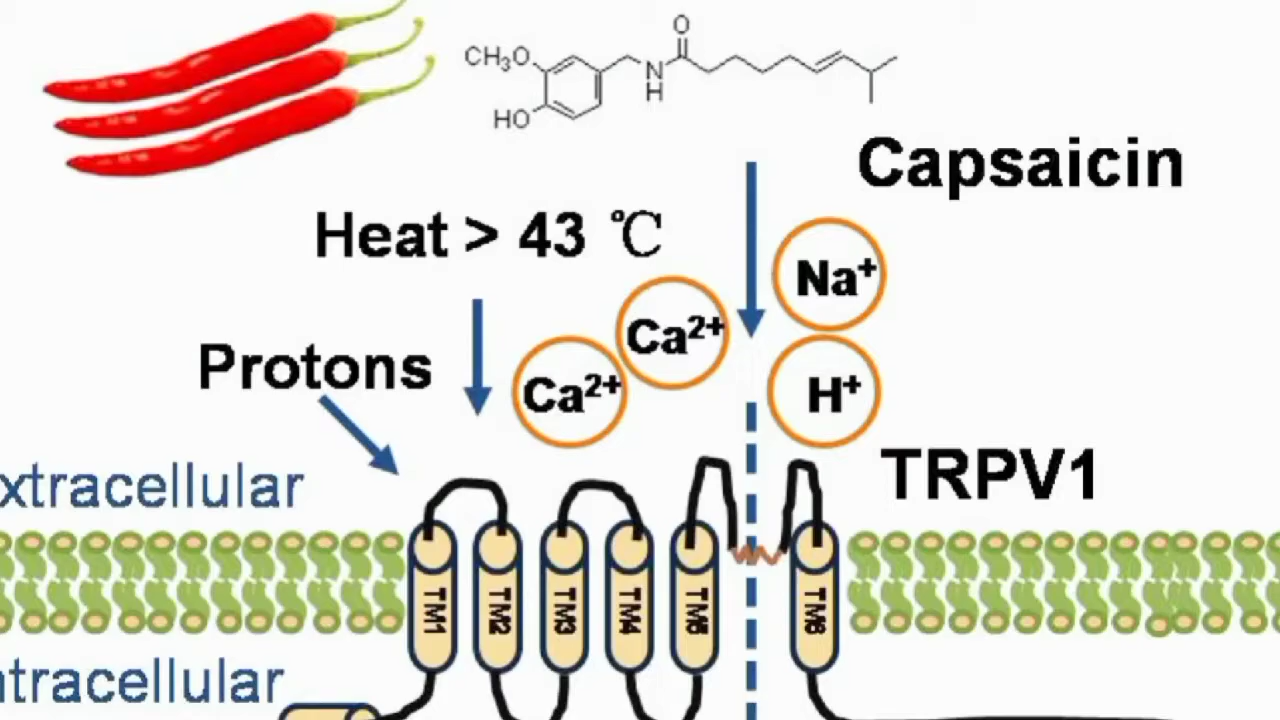 O
CH₃O
N
H
HO
Capsaicin
Heat > 43 ℃
Na⁺
Ca²⁺
Protons
Ca²⁺
H⁺
TRPV1
xtracellular
TM1 TM2 TM3 TM4 TM5 TM6
ntracellular